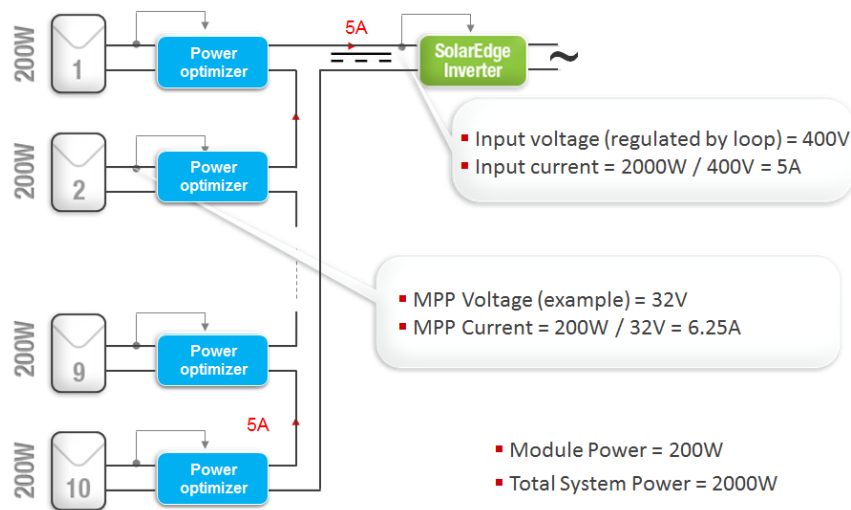 200W
1
Power
optimizer
5A
SolarEdge
Inverter
~
▪ Input voltage (regulated by loop) = 400V
▪ Input current = 2000W / 400V = 5A
200W
2
Power
optimizer
▪ MPP Voltage (example) = 32V
▪ MPP Current = 200W / 32V = 6.25A
200W
9
Power
optimizer
5A
200W
10
Power
optimizer
▪ Module Power = 200W
▪ Total System Power = 2000W